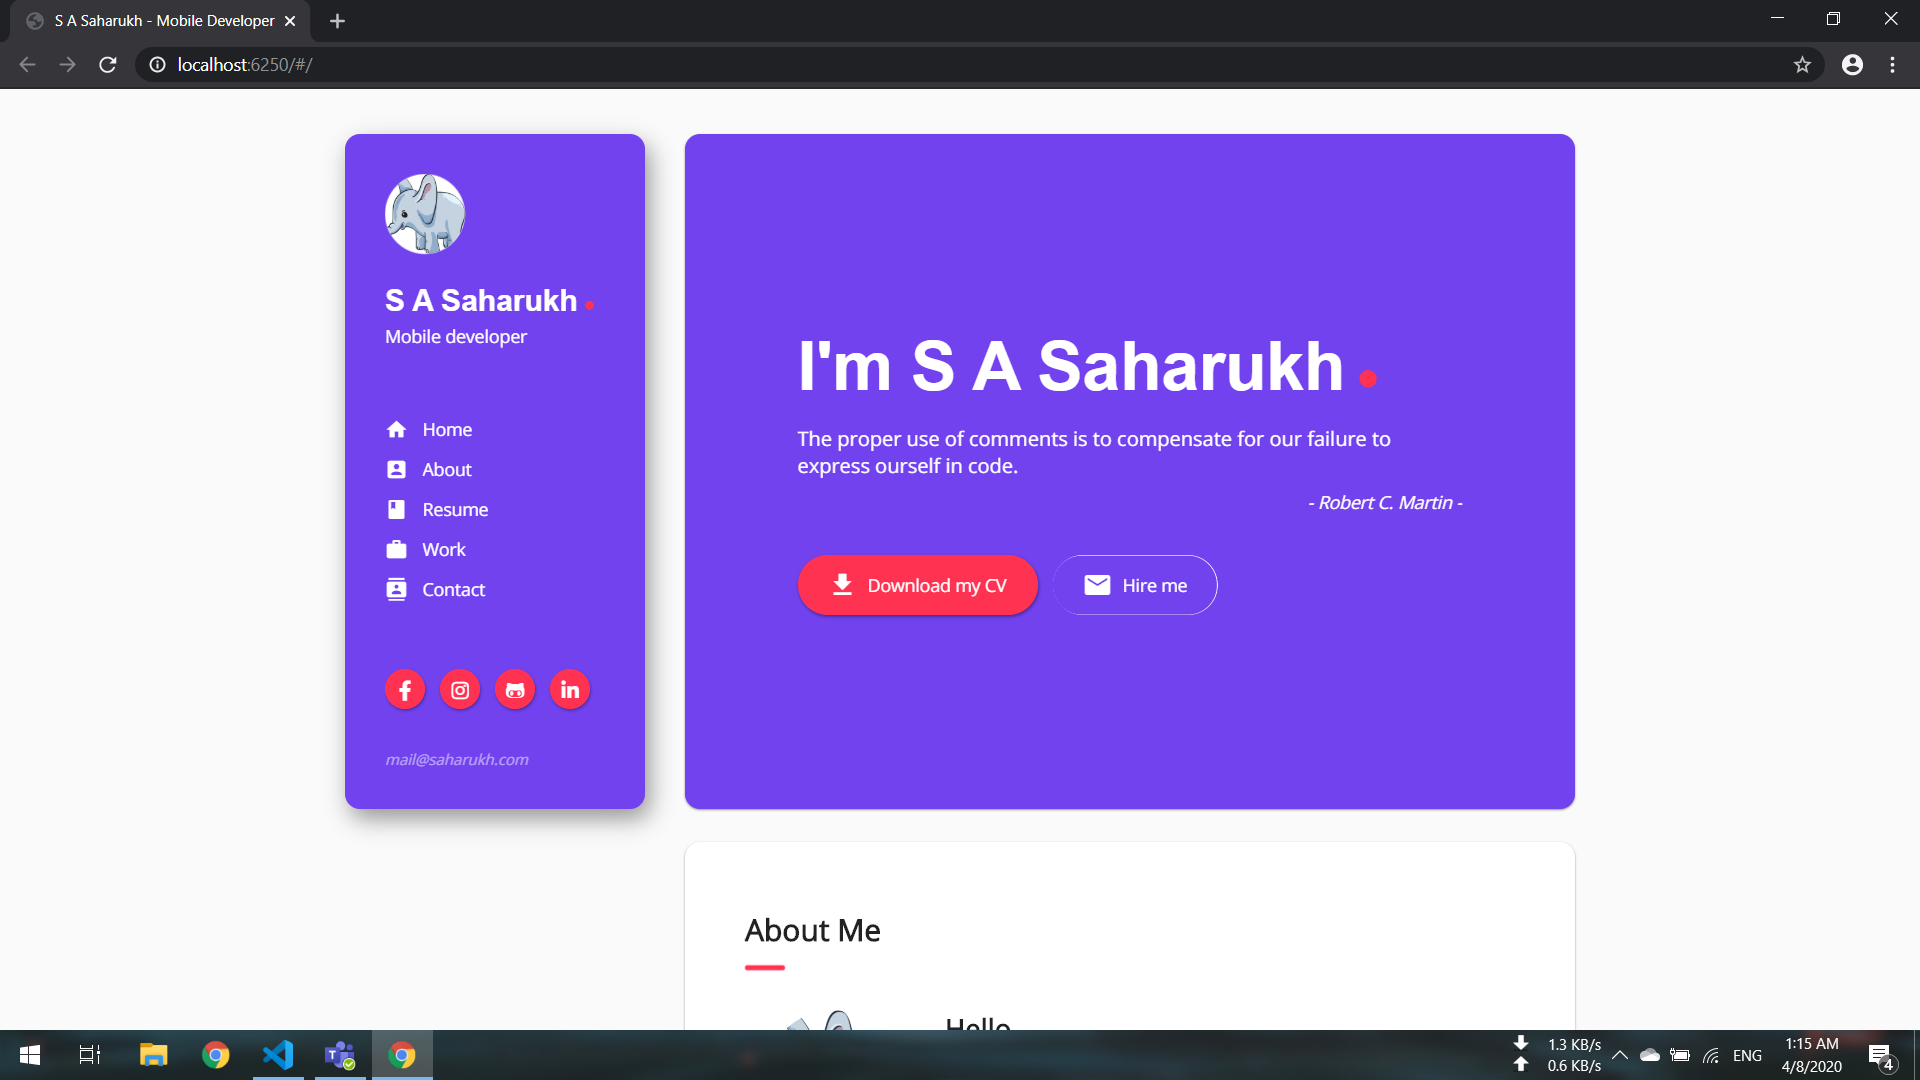 S A Saharukh - Mobile Developer
localhost:6250/#/
S A Saharukh
Mobile developer
Home
About
Resume
Work
Contact
mail@saharukh.com
I'm S A Saharukh
The proper use of comments is to compensate for our failure to
express ourself in code.
- Robert C. Martin -
Download my CV
Hire me
About Me
Hello
1.3 KB/s
0.6 KB/s
ENG
1:15 AM
4/8/2020
4